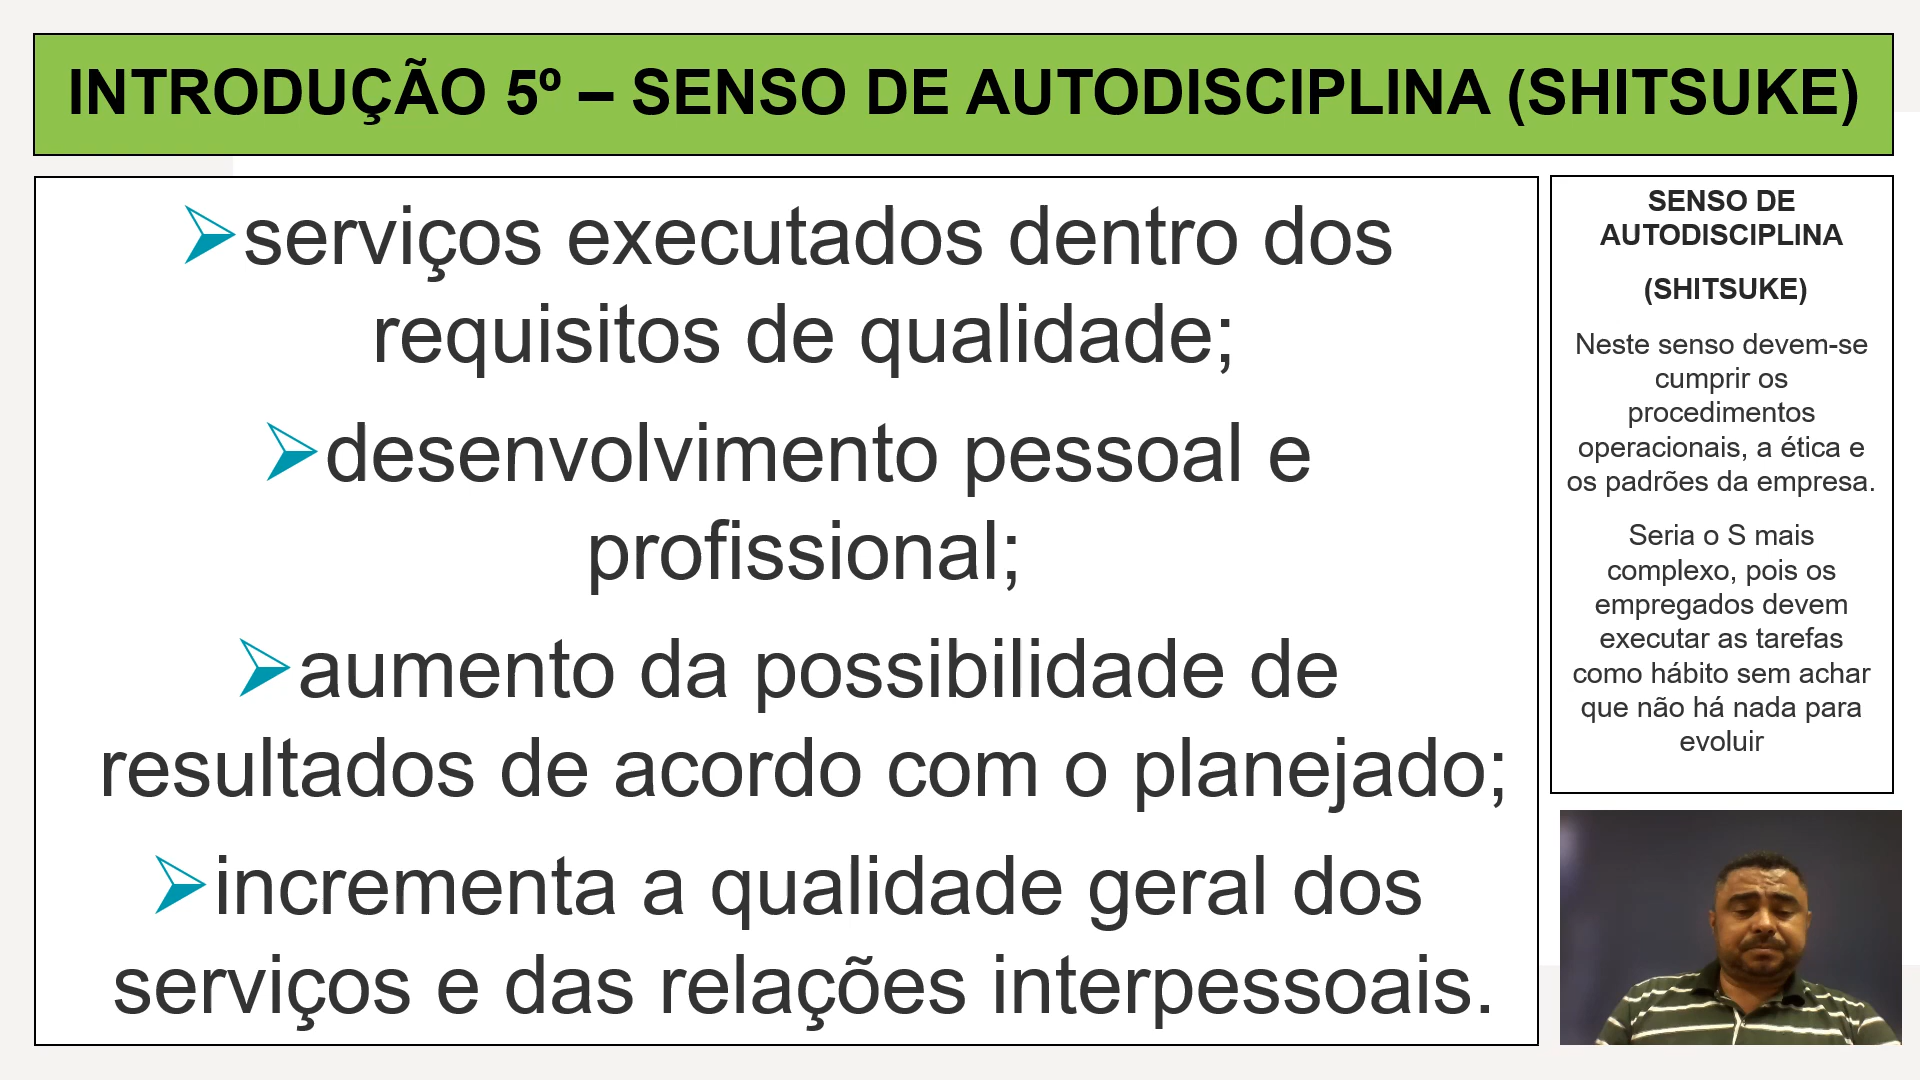 INTRODUÇÃO 5º – SENSO DE AUTODISCIPLINA (SHITSUKE)
serviços executados dentro dos
requisitos de qualidade;
desenvolvimento pessoal e
profissional;
aumento da possibilidade de
resultados de acordo com o planejado;
incrementa a qualidade geral dos
serviços e das relações interpessoais.
SENSO DE
AUTODISCIPLINA
(SHITSUKE)
Neste senso devem-se
cumprir os
procedimentos
operacionais, a ética e
os padrões da empresa.
Seria o S mais
complexo, pois os
empregados devem
executar as tarefas
como hábito sem achar
que não há nada para
evoluir